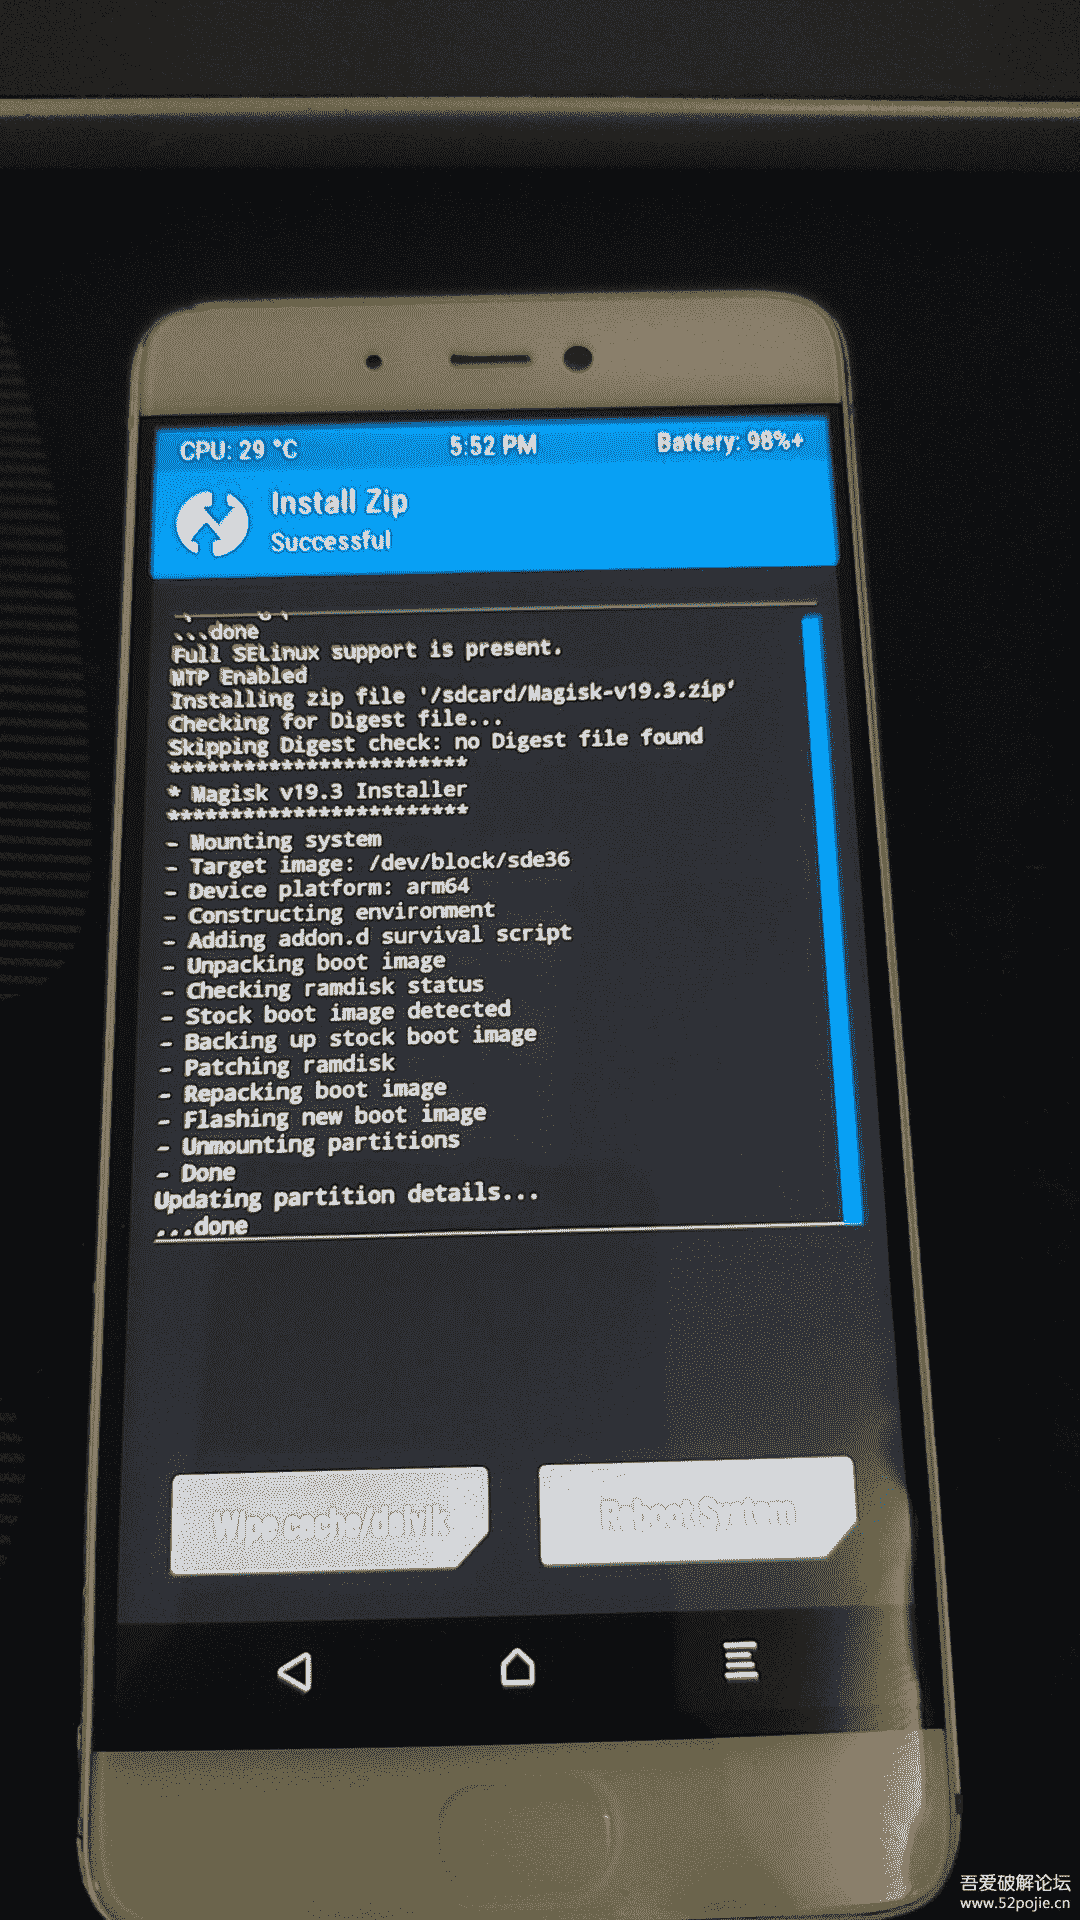 CPU: 29 °C
5:52 PM
Battery: 98%+
Install Zip
Successful
...done
Full SELinux support is present.
MTP Enabled
Installing zip file '/sdcard/Magisk-v19.3.zip'
Checking for Digest file...
Skipping Digest check: no Digest file found
************************
* Magisk v19.3 Installer
************************
- Mounting system
- Target image: /dev/block/sde36
- Device platform: arm64
- Constructing environment
- Adding addon.d survival script
- Unpacking boot image
- Checking ramdisk status
- Stock boot image detected
- Backing up stock boot image
- Patching ramdisk
- Repacking boot image
- Flashing new boot image
- Unmounting partitions
- Done
Updating partition details...
...done
Wipe cache/dalvik
Reboot System
吾爱破解论坛
www.52pojie.cn